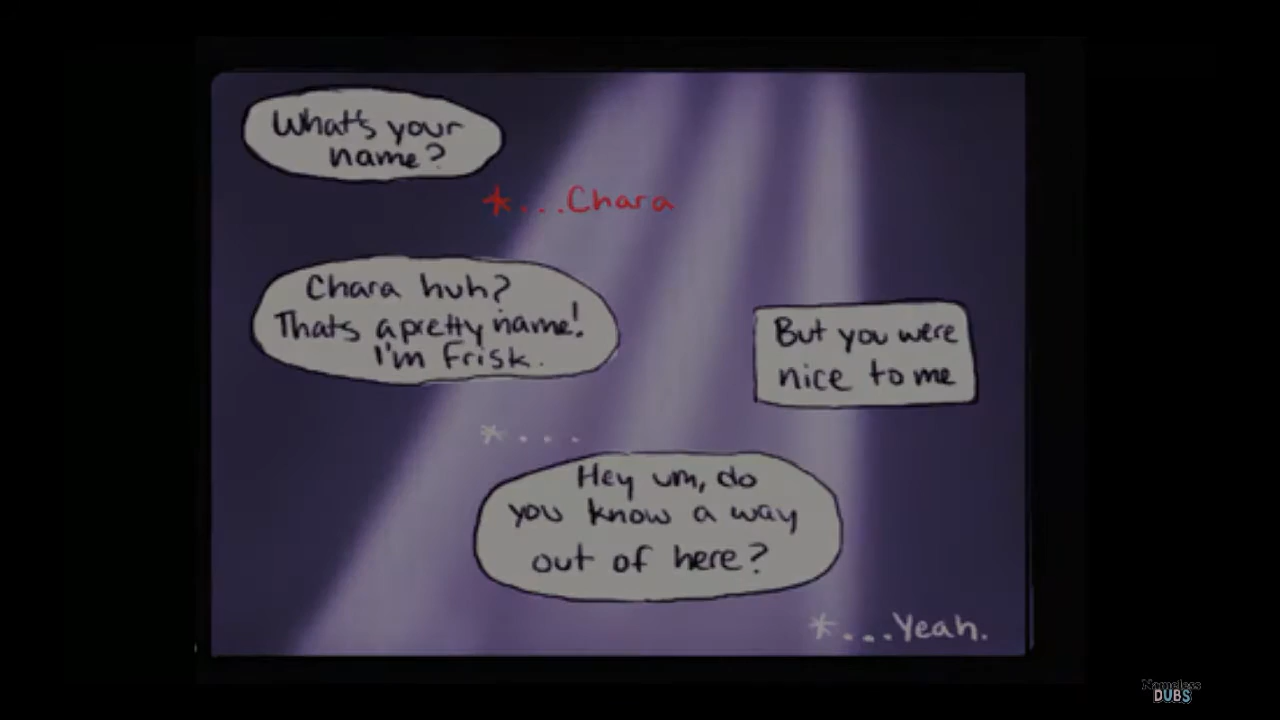 What's your
name?
*...Chara
Chara huh?
Thats a pretty name!
I'm Frisk.
But you were
nice to me
*...
Hey um, do
you know a way
out of here?
*...Yeah.
Nameless
DUBS